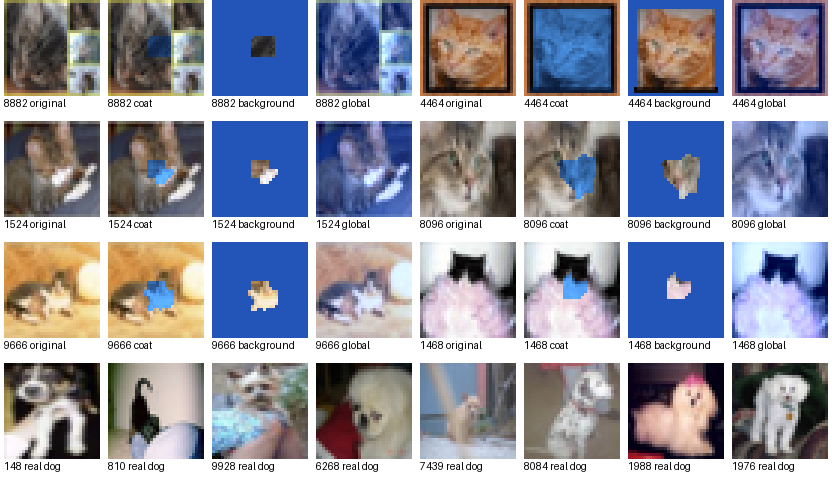 8882 original 8882 coat 8882 background 8882 global 4464 original 4464 coat 4464 background 4464 global
1524 original 1524 coat 1524 background 1524 global 8096 original 8096 coat 8096 background 8096 global
9666 original 9666 coat 9666 background 9666 global 1468 original 1468 coat 1468 background 1468 global
148 real dog 810 real dog 9928 real dog 6268 real dog 7439 real dog 8084 real dog 1988 real dog 1976 real dog